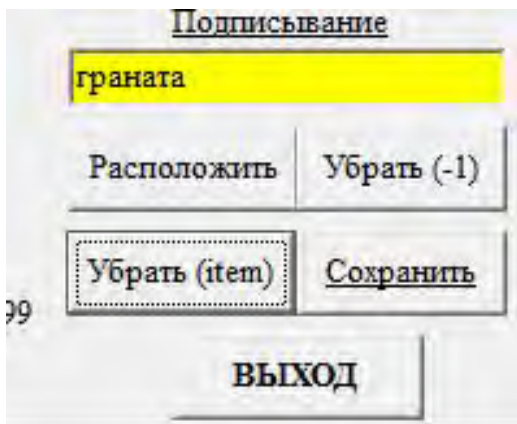 Подписывание
граната
Расположить Убрать (-1)
Убрать (item) Сохранить
99
ВЫХОД